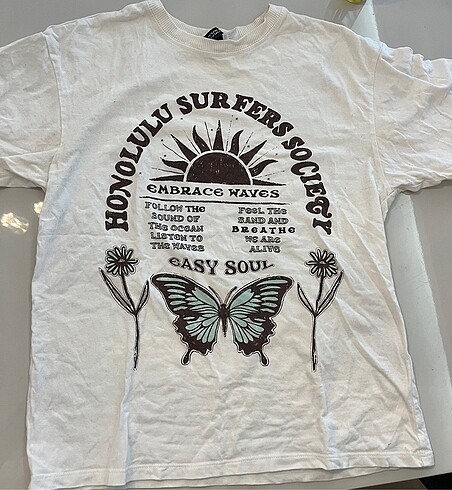 HONOLULU SURFERS SOCIETY
EMBRACE WAVES
FOLLOW THE
SOUND OF
THE OCEAN
LISTEN TO
THE WAVES
FEEL THE
SAND AND
BREATHE
WE ARE
ALIVE
EASY SOUL